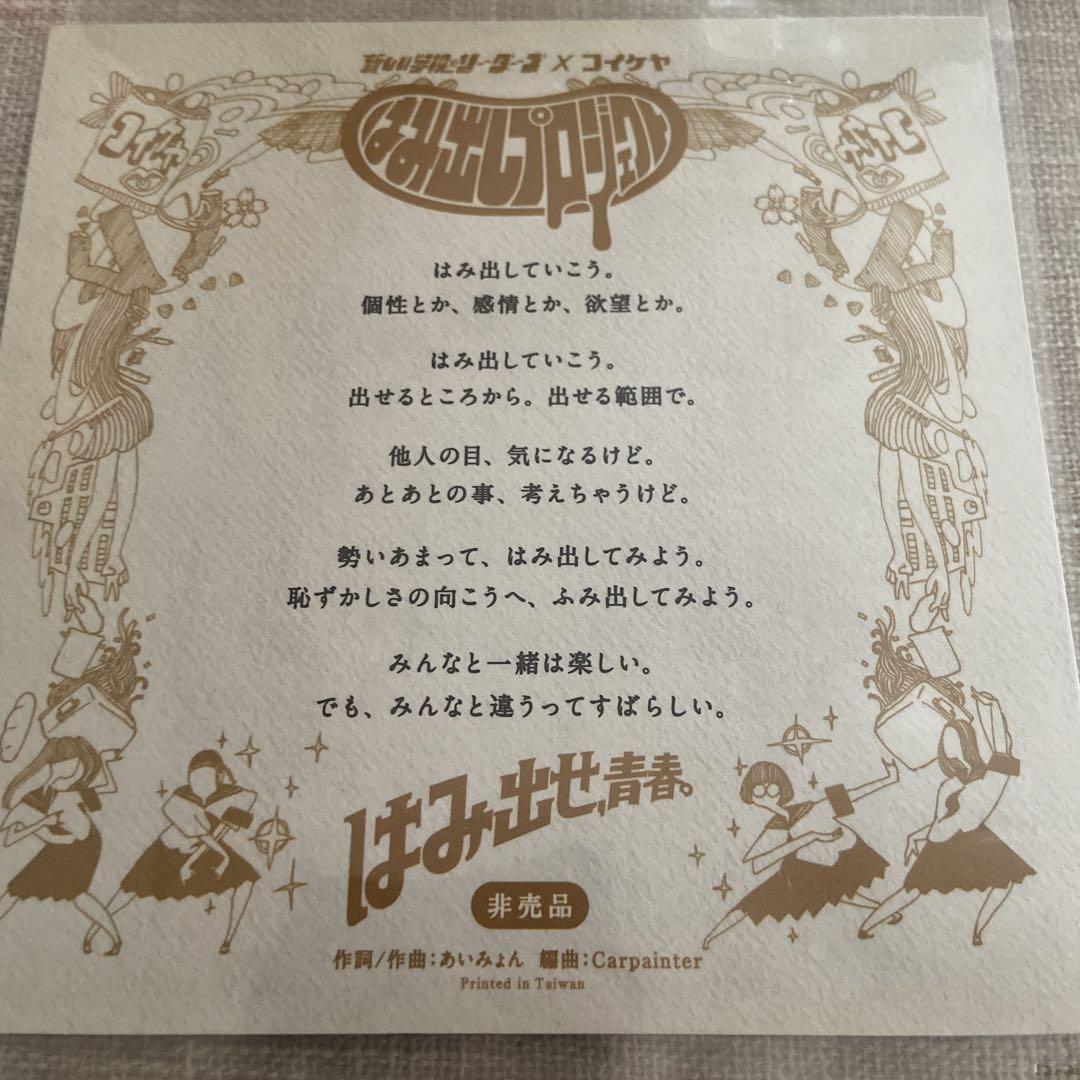 新しい学校のリーダーズ×コイケヤ
はみ出しプロジェクト
コイケヤ
コイケヤ
はみ出していこう。
個性とか、感情とか、欲望とか。
はみ出していこう。
出せるところから。出せる範囲で。
他人の目、気になるけど。
あとあとの事、考えちゃうけど。
勢いあまって、はみ出してみよう。
恥ずかしさの向こうへ、ふみ出してみよう。
みんなと一緒は楽しい。
でも、みんなと違うってすばらしい。
はみ出せ、青春。
非売品
作詞/作曲:あいみょん 編曲:Carpainter
Printed in Taiwan